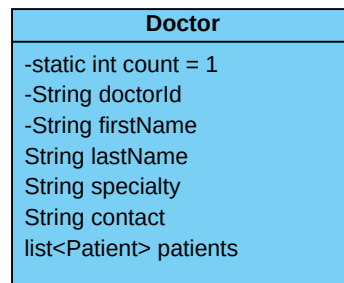 Doctor
-static int count = 1
-String doctorId
-String firstName
String lastName
String specialty
String contact
list<Patient> patients